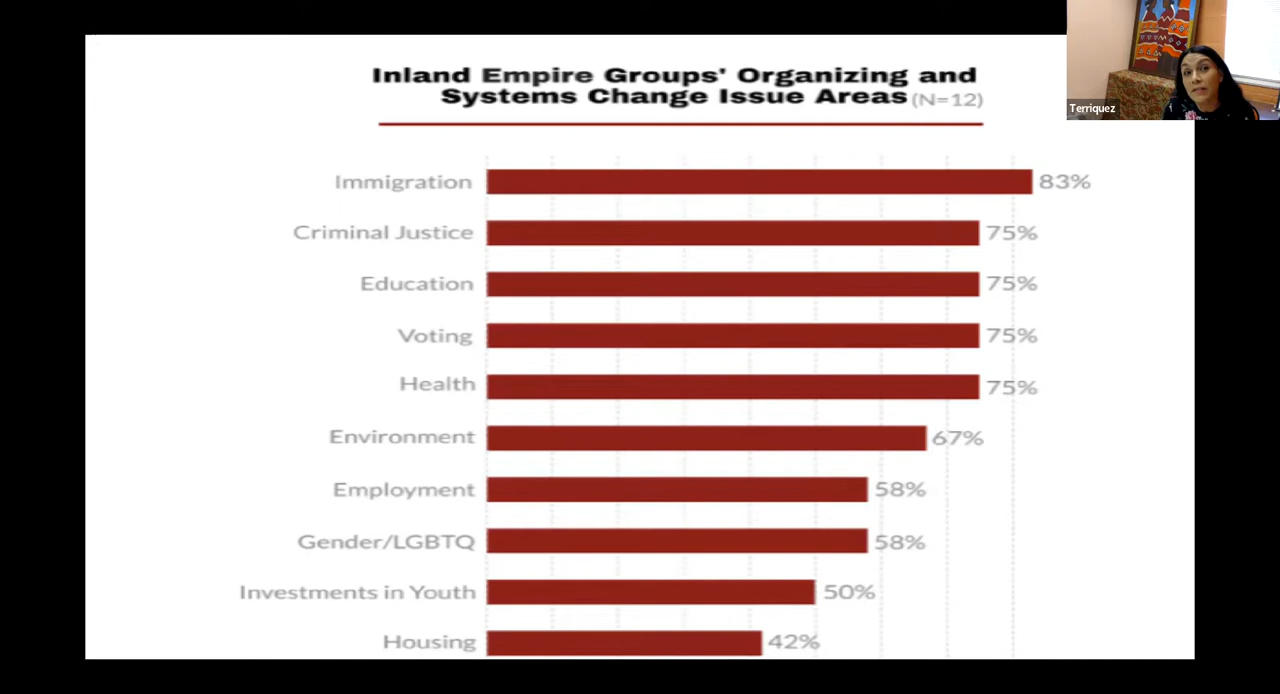 Inland Empire Groups' Organizing and
Systems Change Issue Areas (N=12)
Terriquez
Immigration 83%
Criminal Justice 75%
Education 75%
Voting 75%
Health 75%
Environment 67%
Employment 58%
Gender/LGBTQ 58%
Investments in Youth 50%
Housing 42%